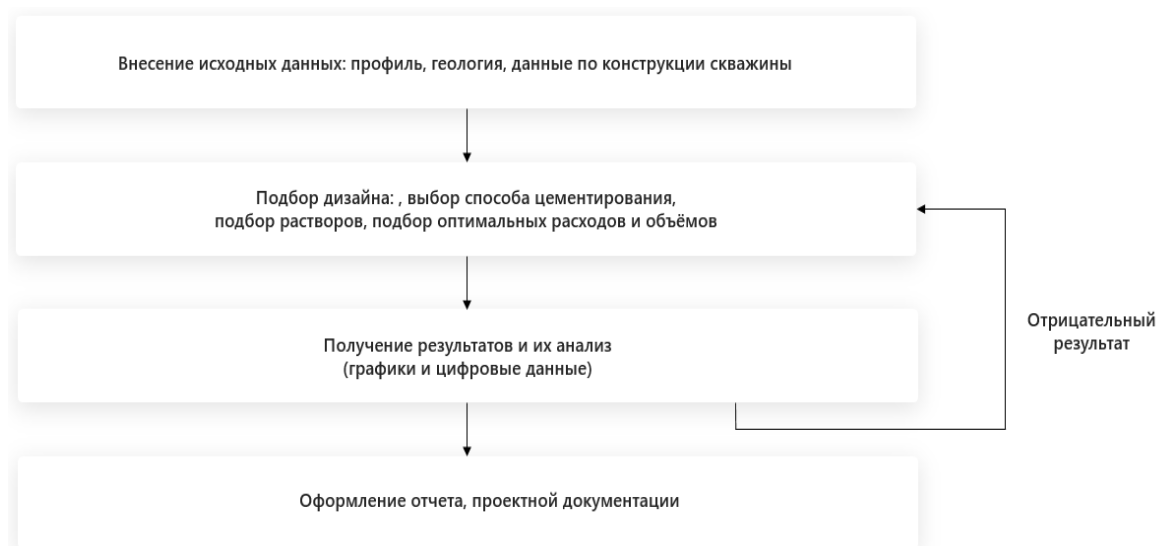 Внесение исходных данных: профиль, геология, данные по конструкции скважины
Подбор дизайна: , выбор способа цементирования,
подбор растворов, подбор оптимальных расходов и объёмов
Получение результатов и их анализ
(графики и цифровые данные)
Отрицательный
результат
Оформление отчета, проектной документации